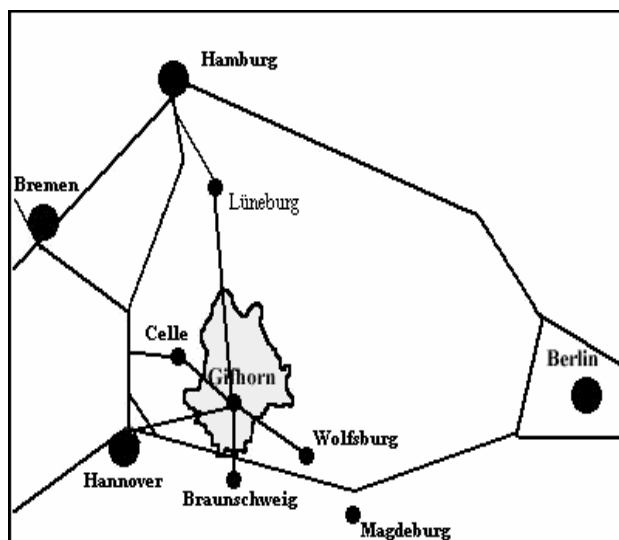 Hamburg
Bremen
Lüneburg
Celle
Berlin
Gifhorn
Wolfsburg
Hannover
Braunschweig
Magdeburg